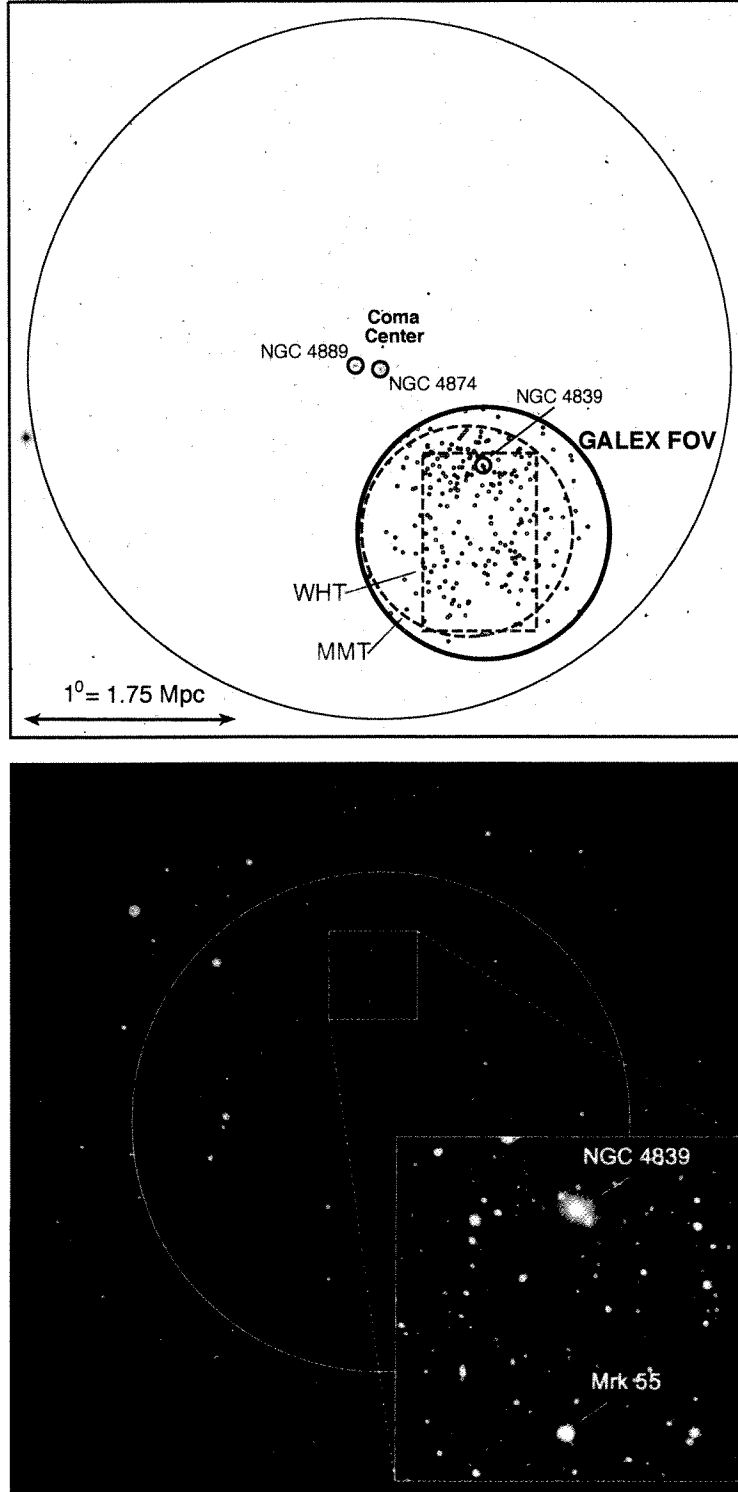 Coma
Center
NGC 4889
NGC 4874
NGC 4839
GALEX FOV
WHT
MMT
1⁰ = 1.75 Mpc
NGC 4839
Mrk 55